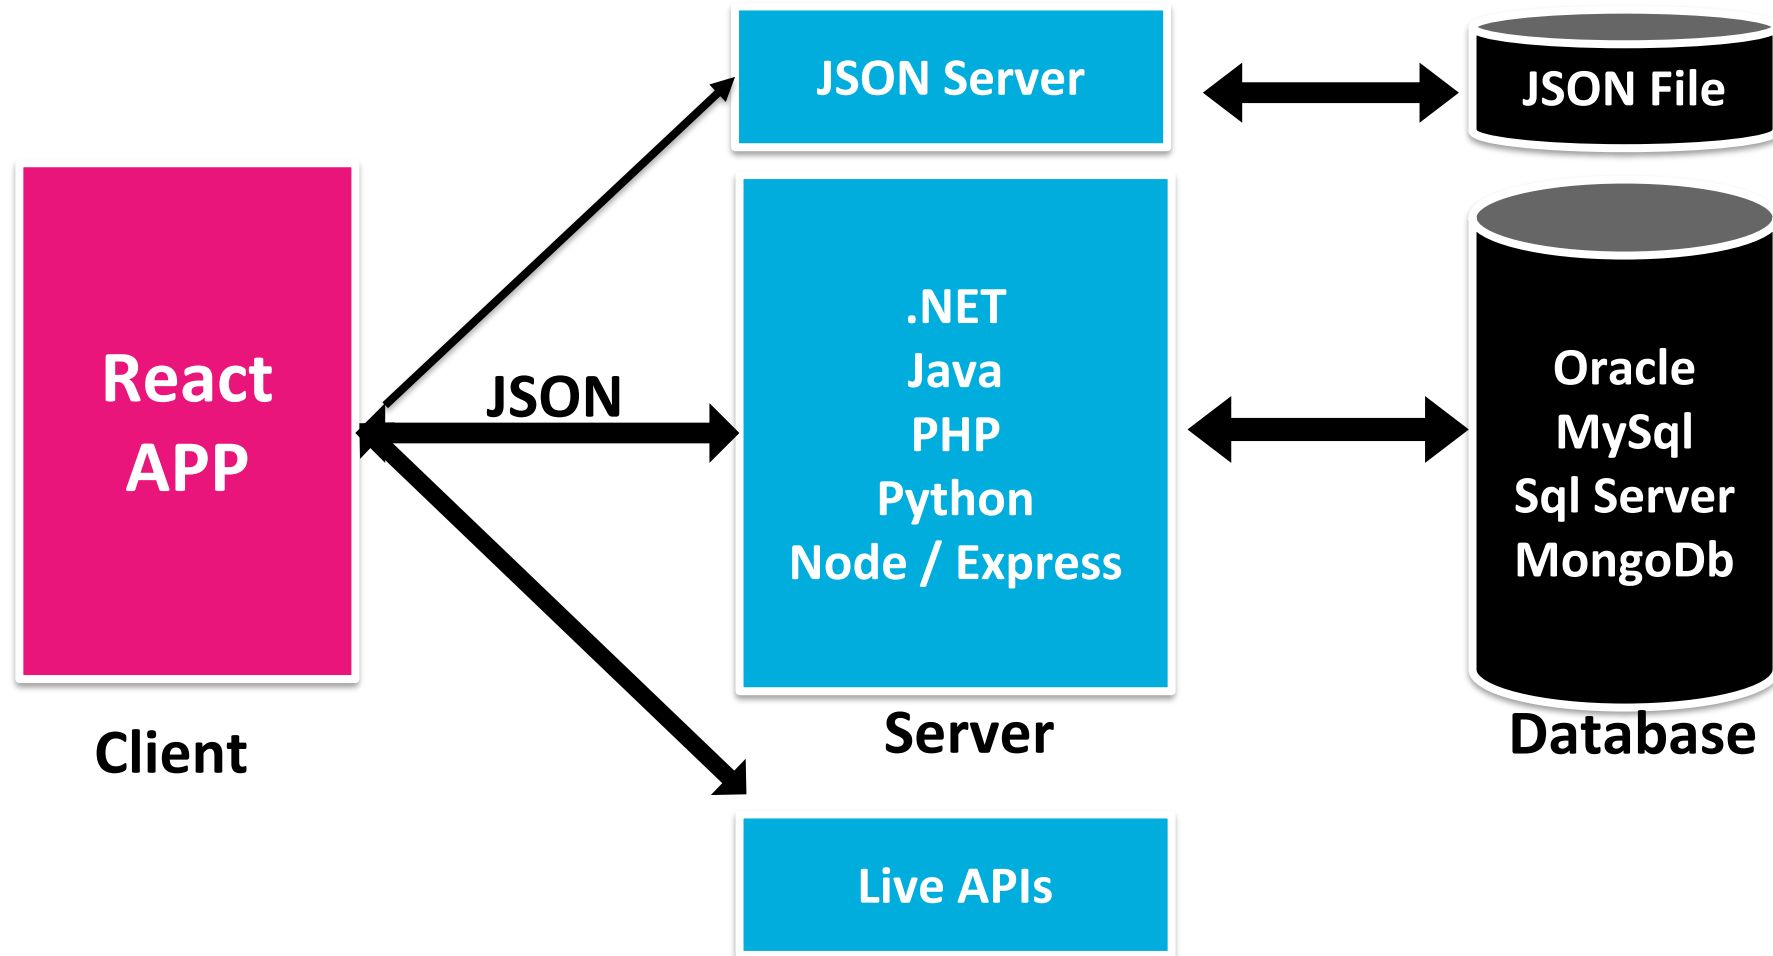 JSON Server
JSON File
React
APP
JSON
.NET
Java
PHP
Python
Node / Express
Oracle
MySql
Sql Server
MongoDb
Client
Server
Database
Live APIs